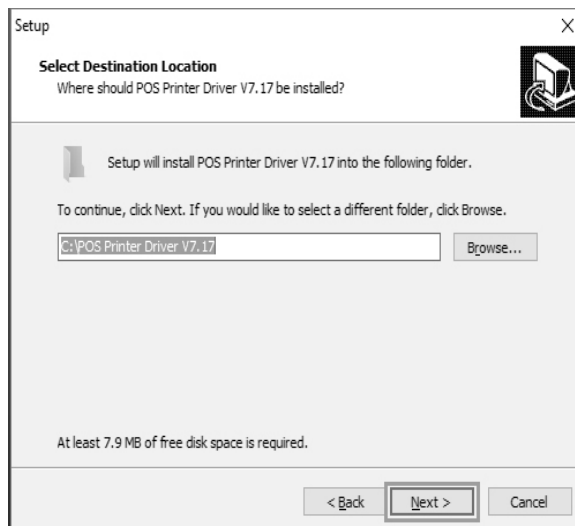 Setup
Select Destination Location
Where should POS Printer Driver V7.17 be installed?
Setup will install POS Printer Driver V7.17 into the following folder.
To continue, click Next. If you would like to select a different folder, click Browse.
C:\POS Printer Driver V7.17
Browse...
At least 7.9 MB of free disk space is required.
< Back Next > Cancel